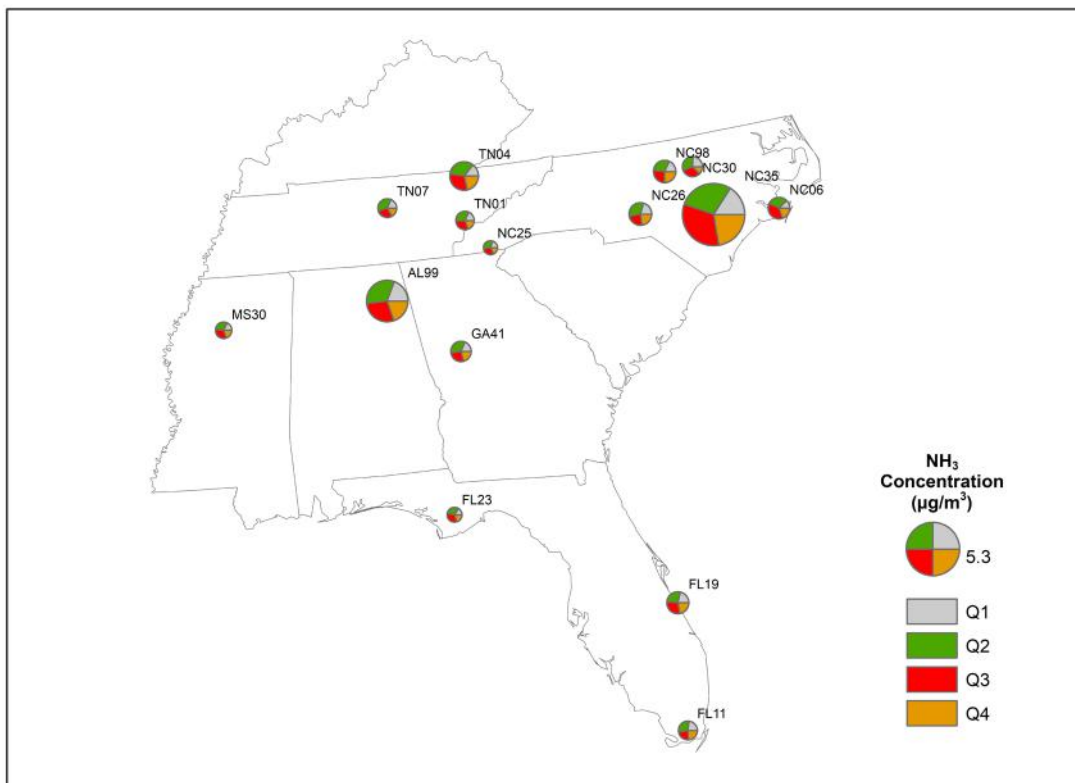 TN04
NC98
NC30
TN07
NC26
NC35
NC06
TN01
NC25
AL99
MS30
GA41
FL23
FL19
FL11
NH₃
Concentration
(µg/m³)
5.3
Q1
Q2
Q3
Q4